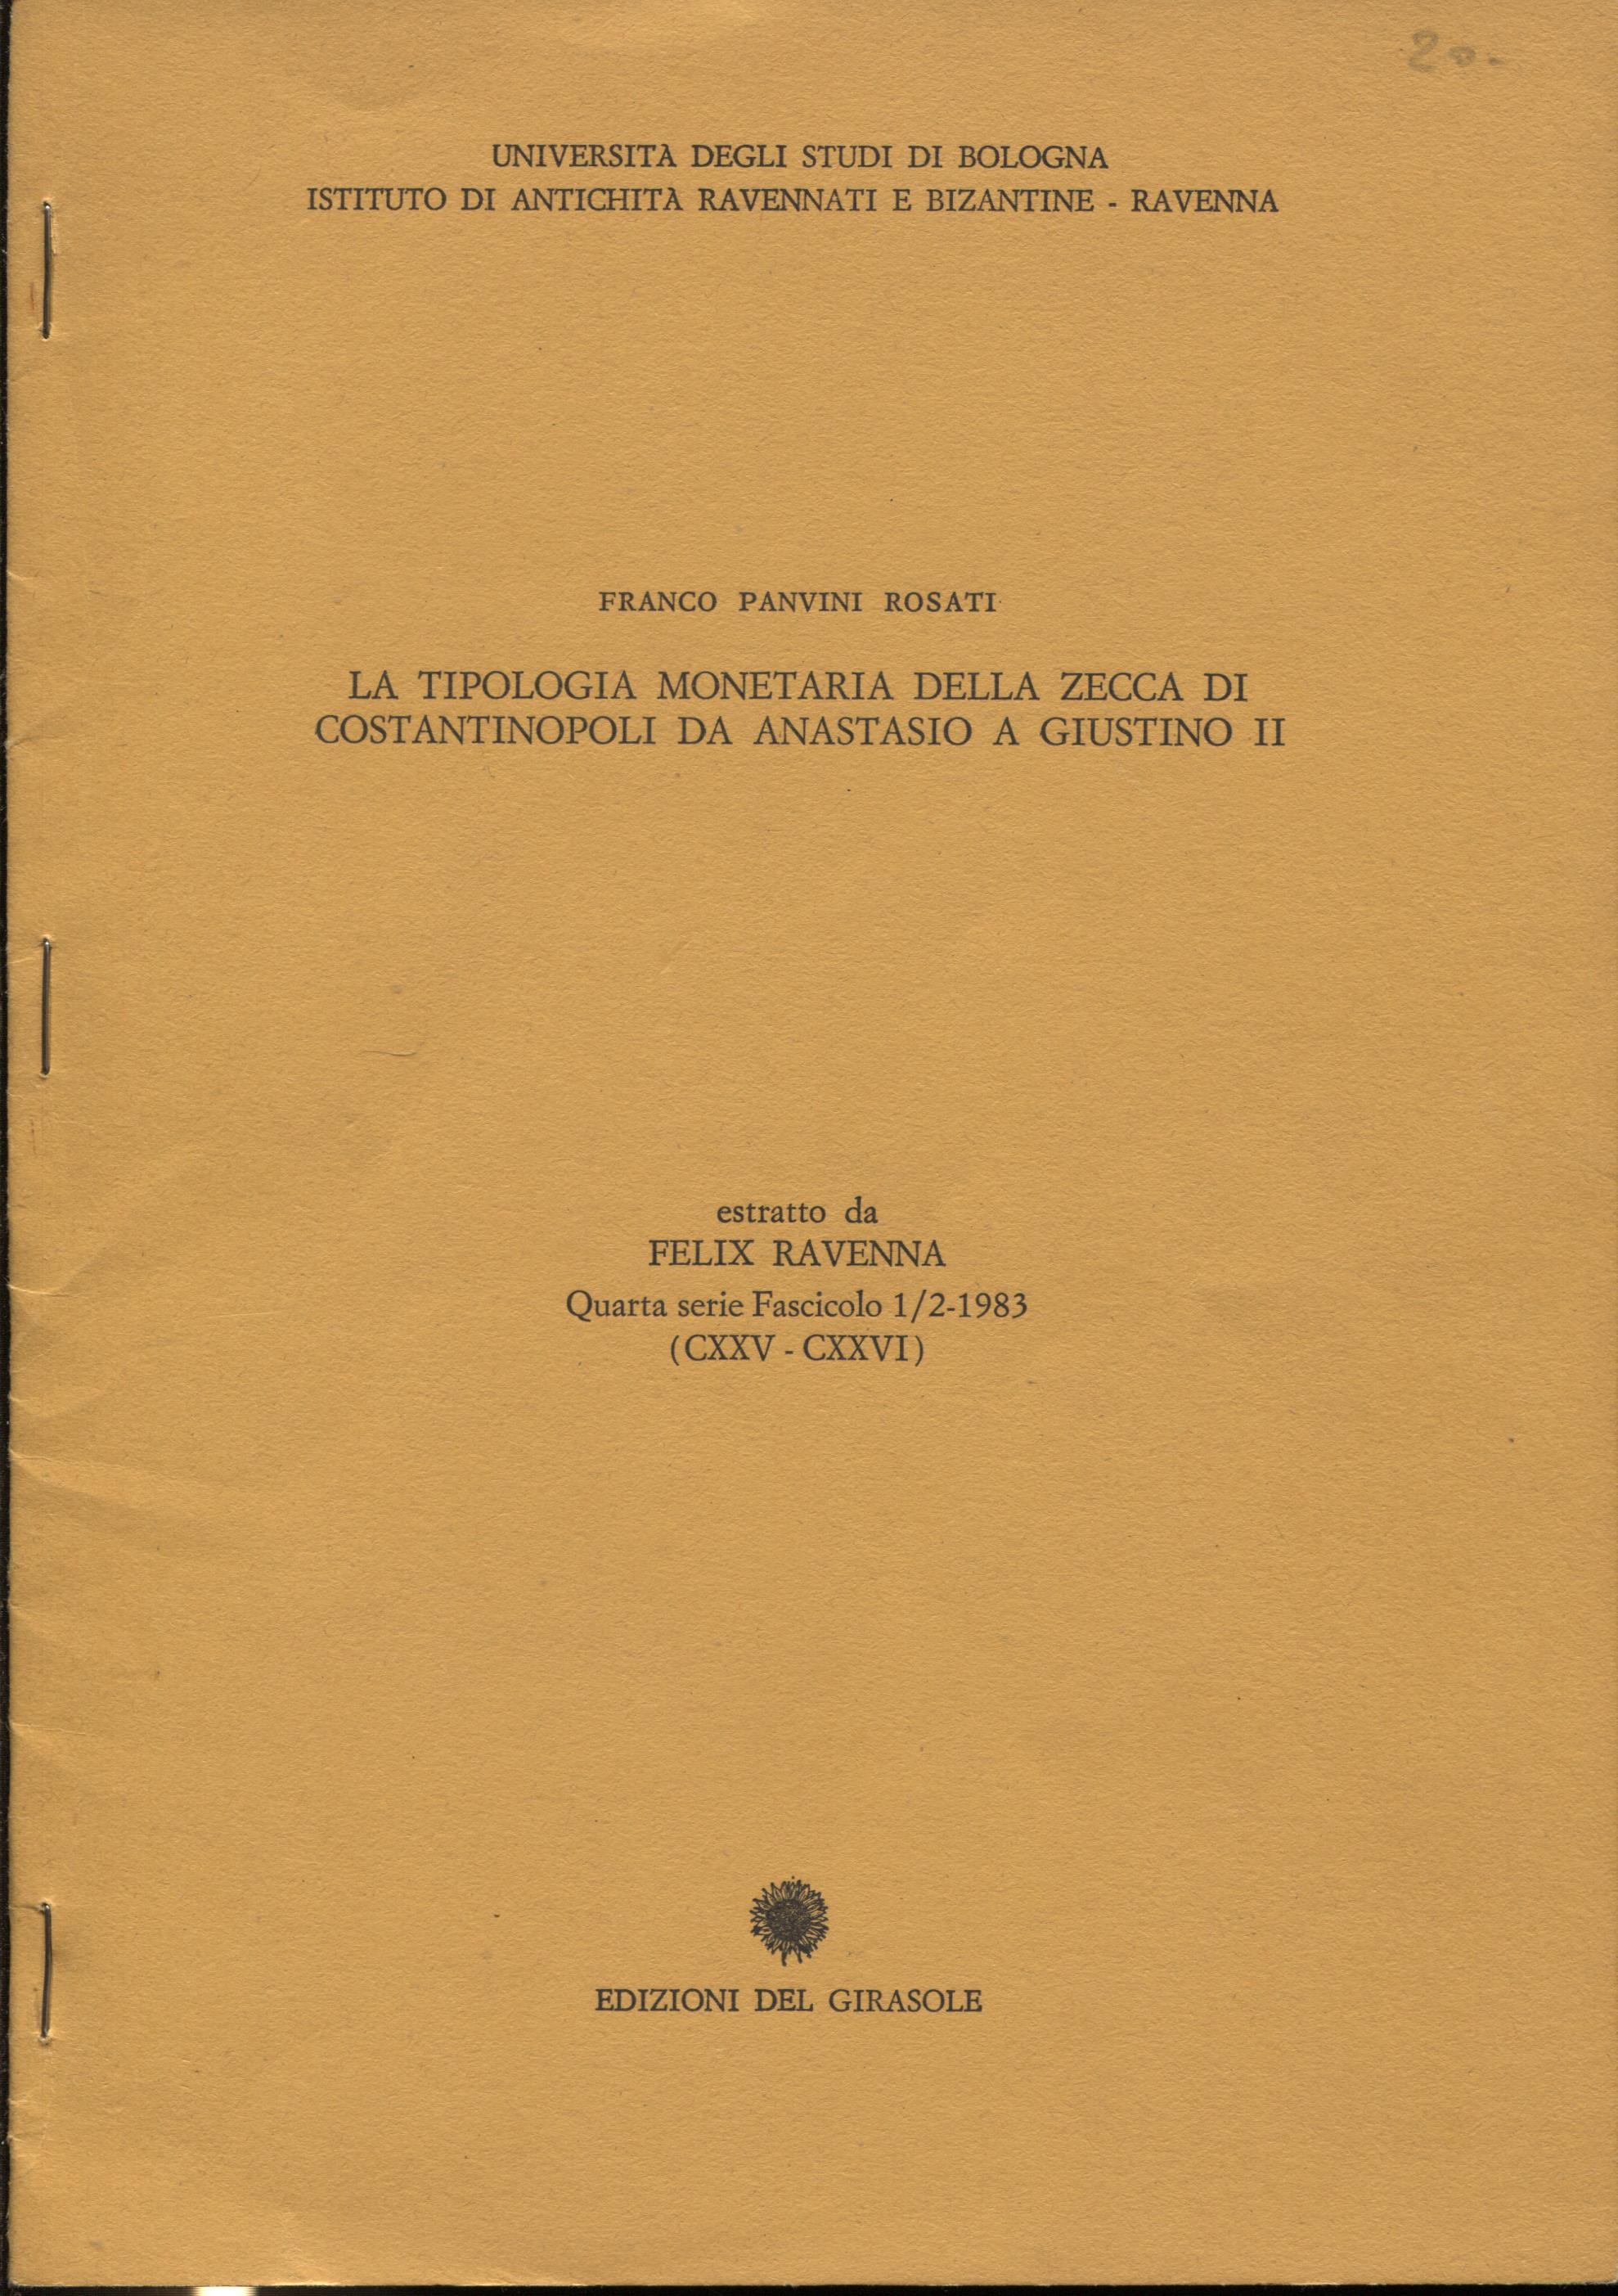 20.-
UNIVERSITÀ DEGLI STUDI DI BOLOGNA
ISTITUTO DI ANTICHITÀ RAVENNATI E BIZANTINE - RAVENNA
FRANCO PANVINI ROSATI
LA TIPOLOGIA MONETARIA DELLA ZECCA DI
COSTANTINOPOLI DA ANASTASIO A GIUSTINO II
estratto da
FELIX RAVENNA
Quarta serie Fascicolo 1/2-1983
(CXXV - CXXVI)
EDIZIONI DEL GIRASOLE